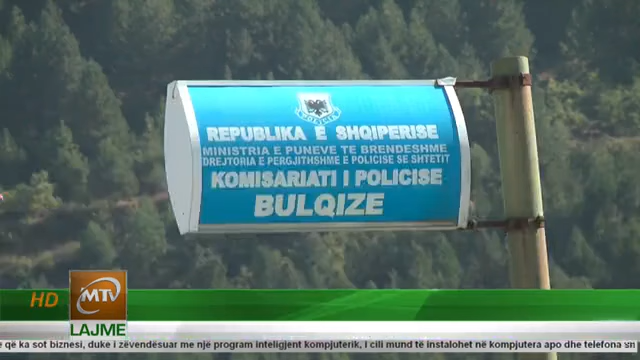 POLICIA
REPUBLIKA E SHQIPERISE
MINISTRIA E PUNEVE TE BRENDESHME
DREJTORIA E PERGJITHSHME E POLICISE SE SHTETIT
KOMISARIATI I POLICISE
BULQIZE
HD
MTV
LAJME
që ka sot biznesi, duke i zëvendësuar me një program inteligjent kompjuterik, i cili mund të instalohet në kompjutera apo dhe telefona